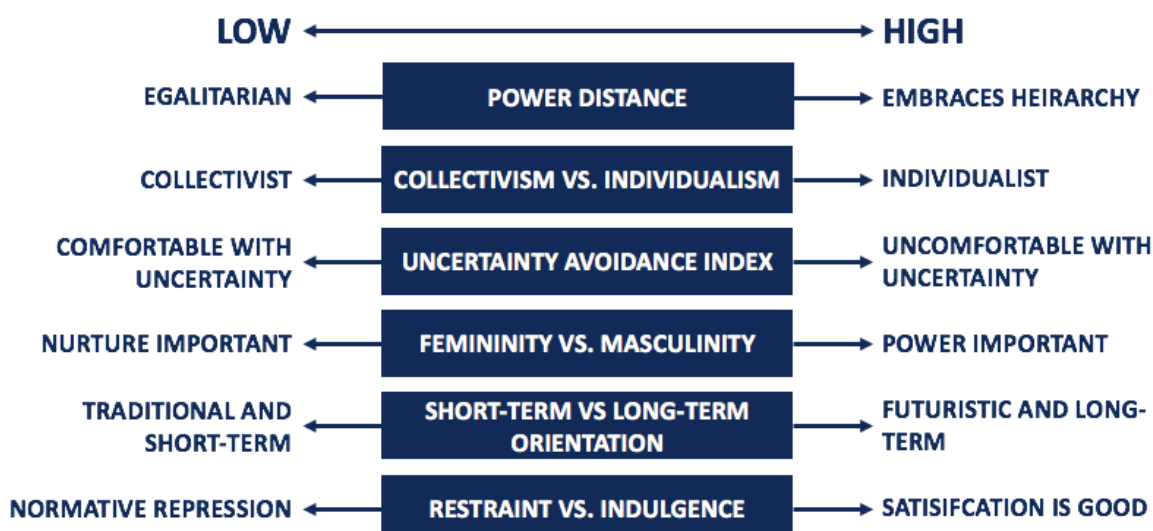 LOW HIGH
EGALITARIAN POWER DISTANCE EMBRACES HEIRARCHY
COLLECTIVIST COLLECTIVISM VS. INDIVIDUALISM INDIVIDUALIST
COMFORTABLE WITH
UNCERTAINTY
UNCERTAINTY AVOIDANCE INDEX
UNCOMFORTABLE WITH
UNCERTAINTY
NURTURE IMPORTANT FEMININITY VS. MASCULINITY POWER IMPORTANT
TRADITIONAL AND
SHORT-TERM
SHORT-TERM VS LONG-TERM
ORIENTATION
FUTURISTIC AND LONG-
TERM
NORMATIVE REPRESSION RESTRAINT VS. INDULGENCE SATISIFCATION IS GOOD